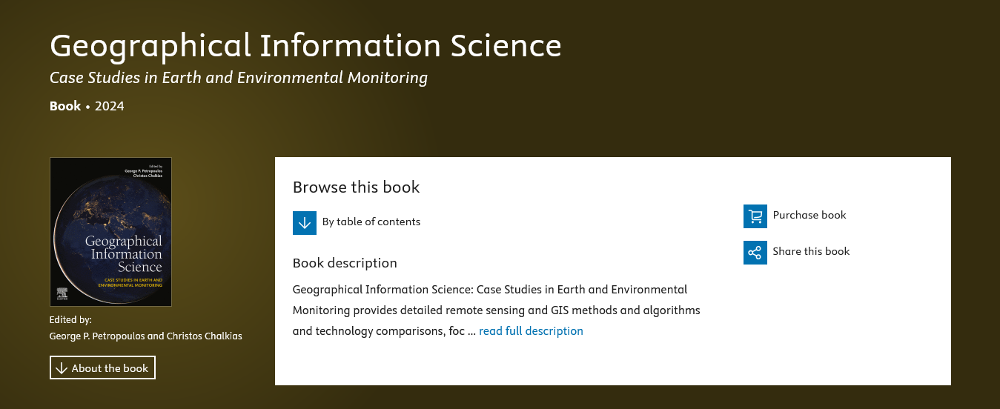 Geographical Information Science
Case Studies in Earth and Environmental Monitoring
Book • 2024
Edited by
George P. Petropoulos
Christos Chalkias
Geographical
Information
Science
CASE STUDIES IN EARTH AND
ENVIRONMENTAL MONITORING
ELSEVIER
Edited by:
George P. Petropoulos and Christos Chalkias
About the book
Browse this book
By table of contents
Purchase book
Share this book
Book description
Geographical Information Science: Case Studies in Earth and Environmental
Monitoring provides detailed remote sensing and GIS methods and algorithms
and technology comparisons, foc ... read full description